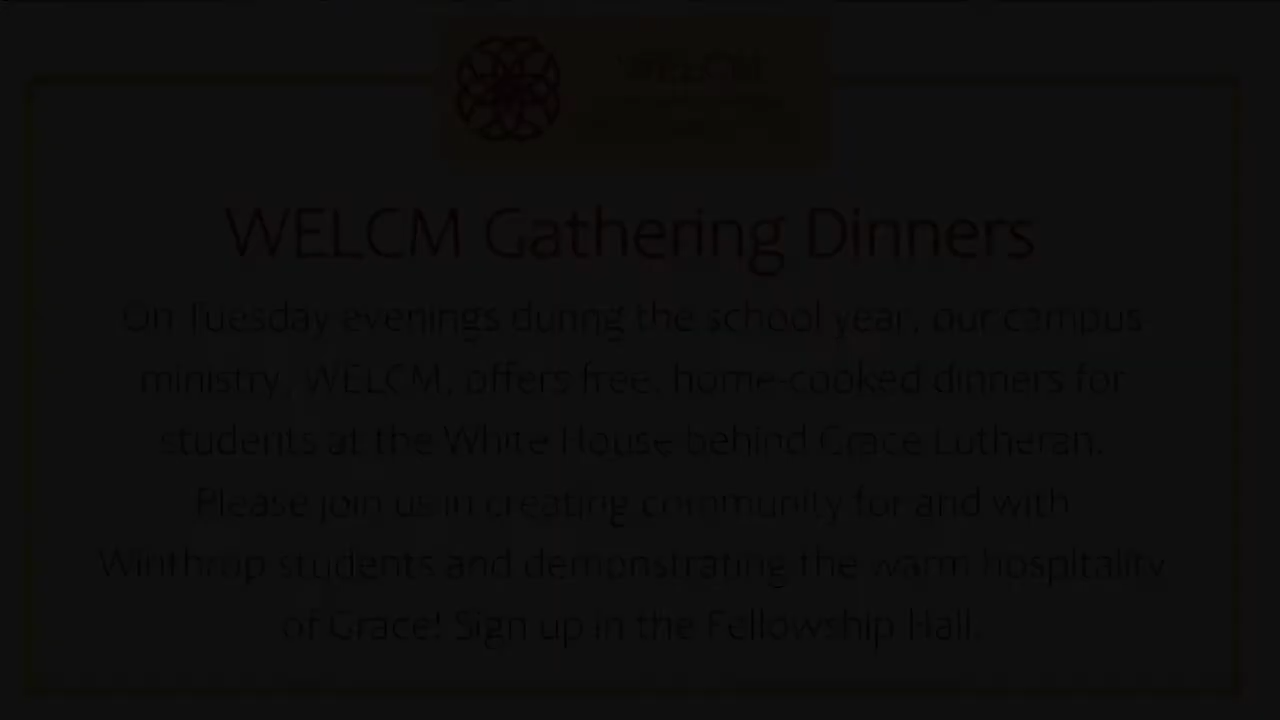 WELCM
WELCM Gathering Dinners
On Tuesday evenings during the school year, our campus
ministry, WELCM, offers free, home-cooked dinners for
students at the White House behind Grace Lutheran.
Please join us in creating community for and with
Winthrop students and demonstrating the warm hospitality
of Grace! Sign up in the Fellowship Hall.